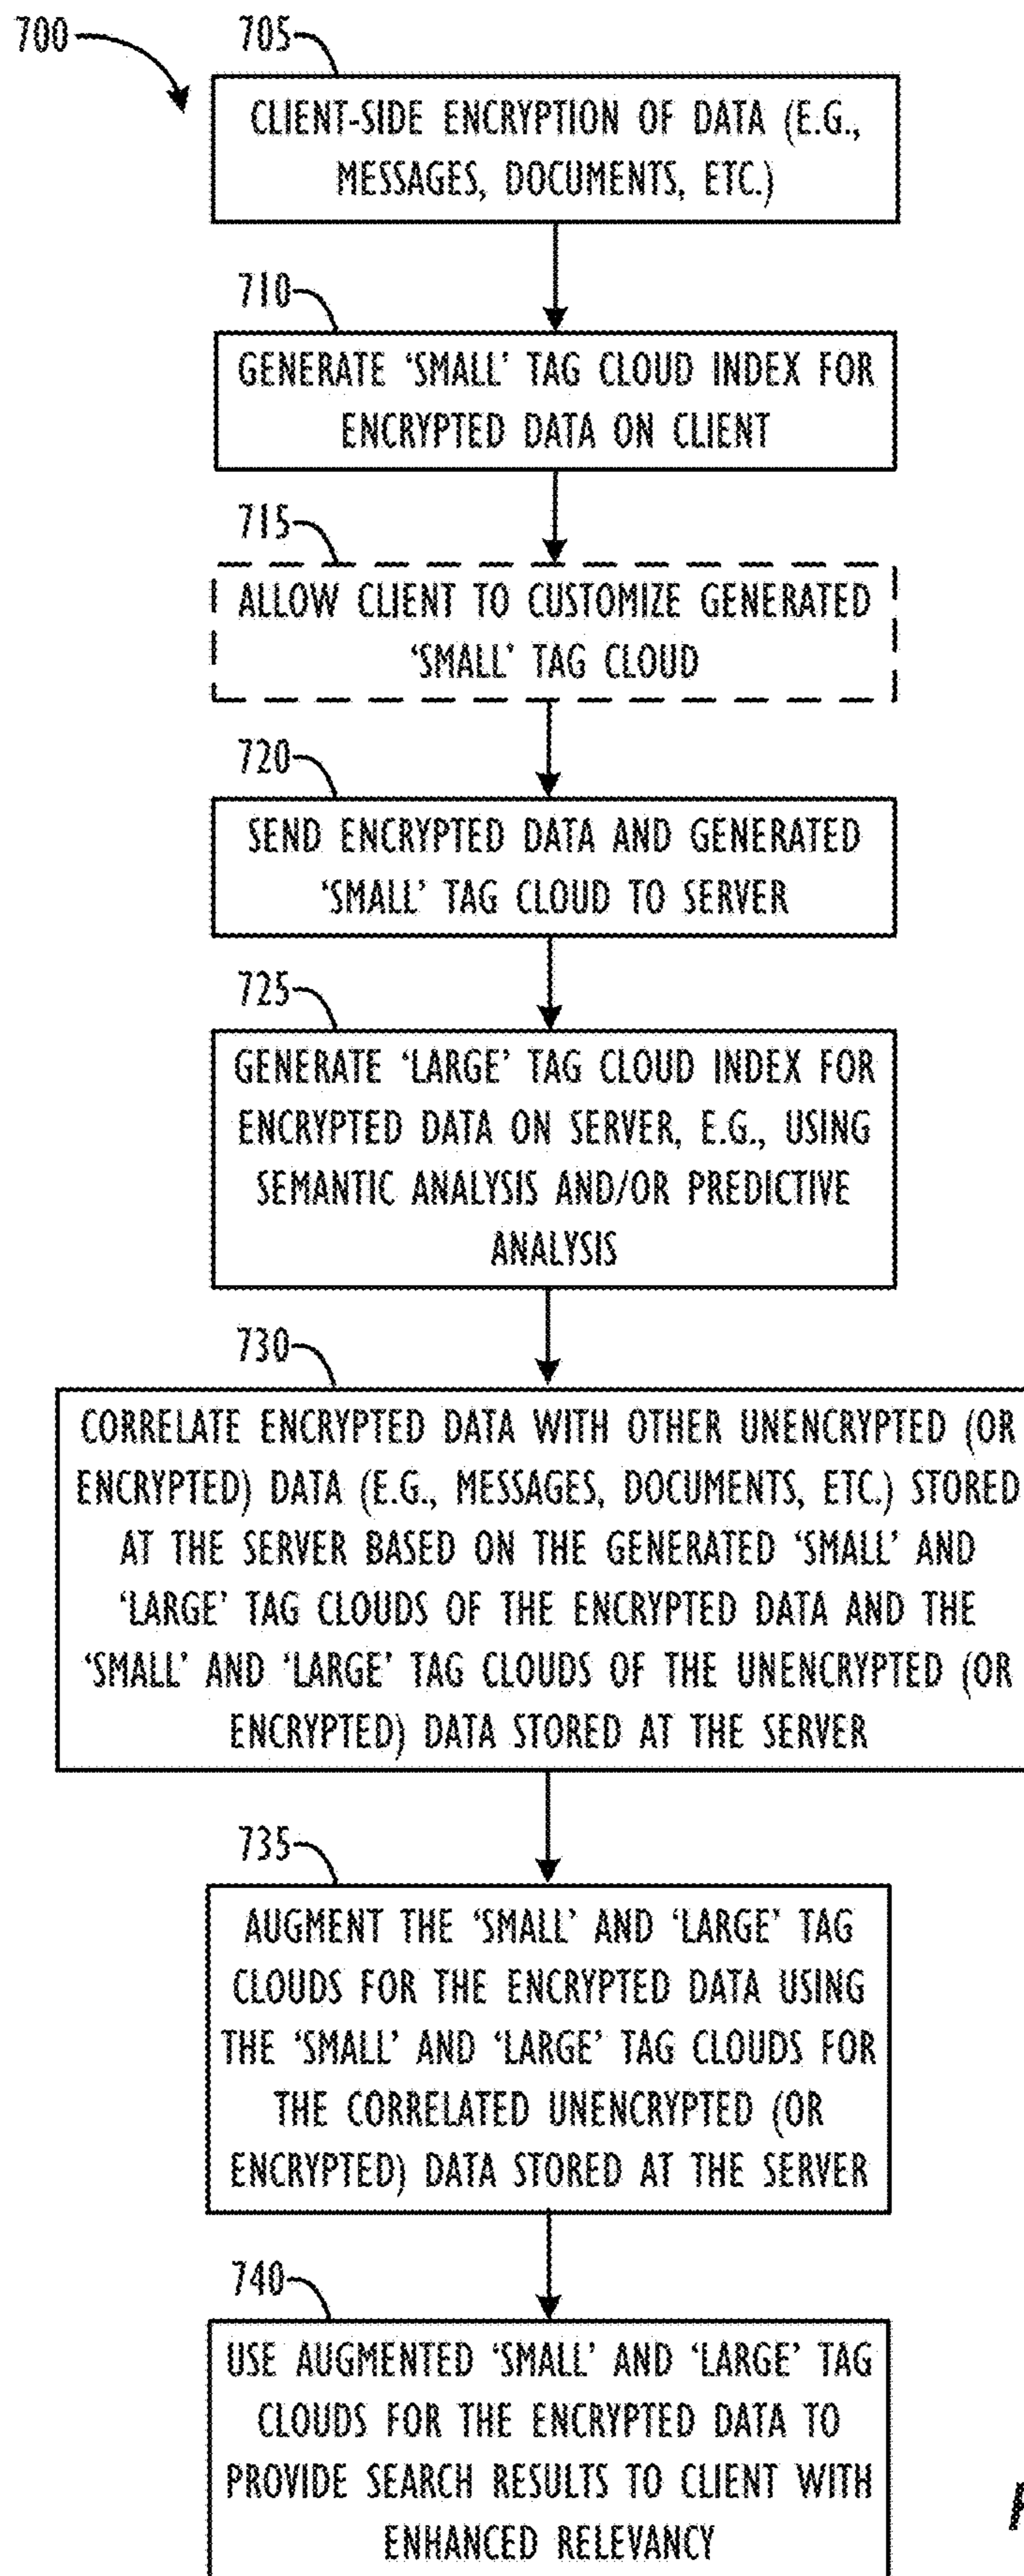 700
705
CLIENT-SIDE ENCRYPTION OF DATA (E.G.,
MESSAGES, DOCUMENTS, ETC.)
710
GENERATE ‘SMALL’ TAG CLOUD INDEX FOR
ENCRYPTED DATA ON CLIENT
715
ALLOW CLIENT TO CUSTOMIZE GENERATED
‘SMALL’ TAG CLOUD
720
SEND ENCRYPTED DATA AND GENERATED
‘SMALL’ TAG CLOUD TO SERVER
725
GENERATE ‘LARGE’ TAG CLOUD INDEX FOR
ENCRYPTED DATA ON SERVER, E.G., USING
SEMANTIC ANALYSIS AND/OR PREDICTIVE
ANALYSIS
730
CORRELATE ENCRYPTED DATA WITH OTHER UNENCRYPTED (OR
ENCRYPTED) DATA (E.G., MESSAGES, DOCUMENTS, ETC.) STORED
AT THE SERVER BASED ON THE GENERATED ‘SMALL’ AND
‘LARGE’ TAG CLOUDS OF THE ENCRYPTED DATA AND THE
‘SMALL’ AND ‘LARGE’ TAG CLOUDS OF THE UNENCRYPTED (OR
ENCRYPTED) DATA STORED AT THE SERVER
735
AUGMENT THE ‘SMALL’ AND ‘LARGE’ TAG
CLOUDS FOR THE ENCRYPTED DATA USING
THE ‘SMALL’ AND ‘LARGE’ TAG CLOUDS FOR
THE CORRELATED UNENCRYPTED (OR
ENCRYPTED) DATA STORED AT THE SERVER
740
USE AUGMENTED ‘SMALL’ AND ‘LARGE’ TAG
CLOUDS FOR THE ENCRYPTED DATA TO
PROVIDE SEARCH RESULTS TO CLIENT WITH
ENHANCED RELEVANCY